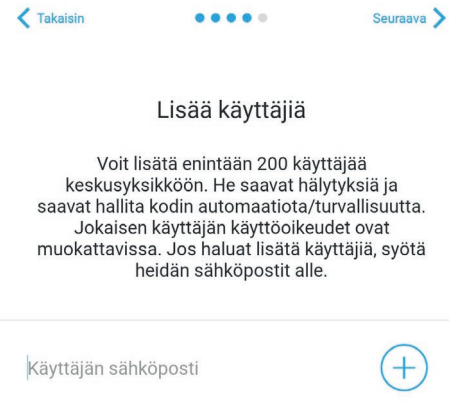 Takaisin
Seuraava
Lisää käyttäjiä
Voit lisätä enintään 200 käyttäjää
keskusyksikköön. He saavat hälytyksiä ja
saavat hallita kodin automaatiota/turvallisuutta.
Jokaisen käyttäjän käyttöoikeudet ovat
muokattavissa. Jos haluat lisätä käyttäjiä, syötä
heidän sähköpostit alle.
Käyttäjän sähköposti